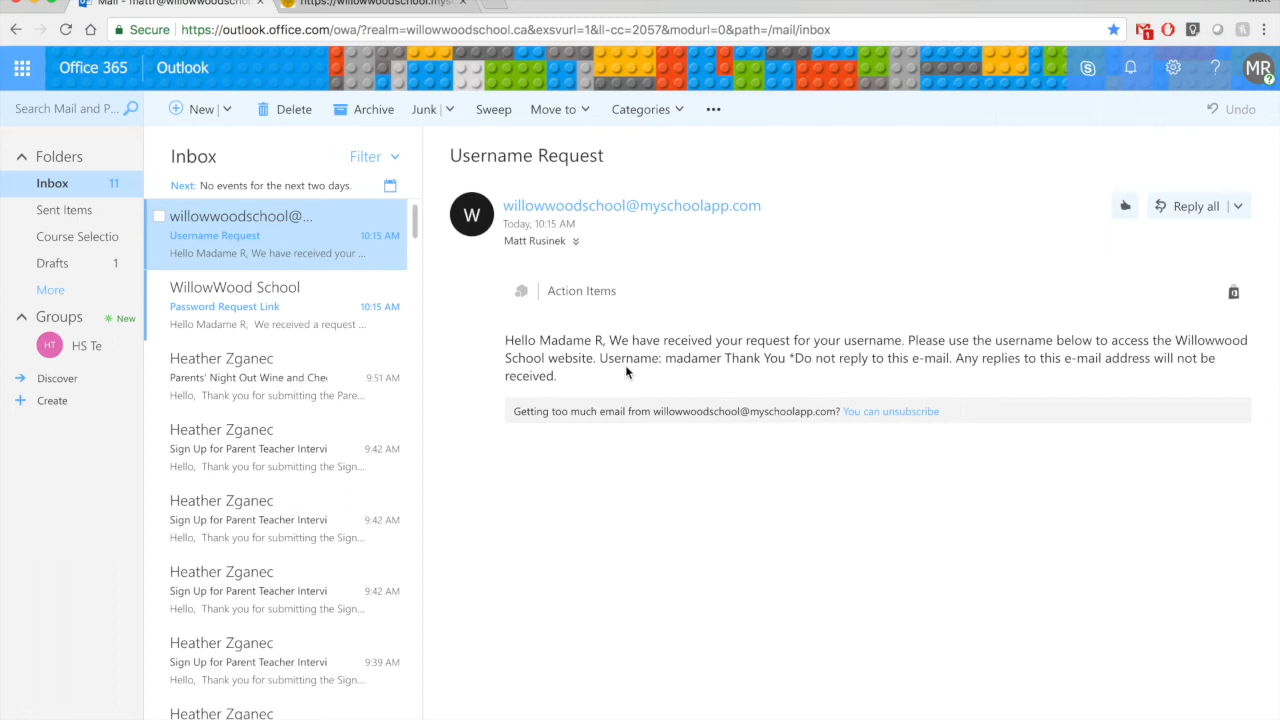 Mail - mattr@willowwoodsch
https://willowwoodschool.mys
Matt
Secure
https://outlook.office.com/owa/?realm=willowwoodschool.ca&exsvurl=1&ll-cc=2057&modurl=0&path=/mail/inbox
1
Office 365
Outlook
MR
Search Mail and P...
New
Delete
Archive
Junk
Sweep
Move to
Categories
Undo
Folders
Inbox 11
Sent Items
Course Selectio
Drafts 1
More
Groups New
HT HS Te
Discover
Create
Inbox
Filter
Next: No events for the next two days.
willowwoodschool@...
Username Request 10:15 AM
Hello Madame R, We have received your ...
WillowWood School
Password Request Link 10:15 AM
Hello Madame R, We received a request ...
Heather Zganec
Parents' Night Out Wine and Chee 9:51 AM
Hello, Thank you for submitting the Pare...
Heather Zganec
Sign Up for Parent Teacher Intervi 9:42 AM
Hello, Thank you for submitting the Sign...
Heather Zganec
Sign Up for Parent Teacher Intervi 9:42 AM
Hello, Thank you for submitting the Sign...
Heather Zganec
Sign Up for Parent Teacher Intervi 9:42 AM
Hello, Thank you for submitting the Sign...
Heather Zganec
Sign Up for Parent Teacher Intervi 9:39 AM
Hello, Thank you for submitting the Sign...
Heather Zganec
Username Request
W
willowwoodschool@myschoolapp.com
Today, 10:15 AM
Matt Rusinek
Reply all
Action Items
Hello Madame R, We have received your request for your username. Please use the username below to access the Willowwood
School website. Username: madamer Thank You *Do not reply to this e-mail. Any replies to this e-mail address will not be
received.
Getting too much email from willowwoodschool@myschoolapp.com? You can unsubscribe